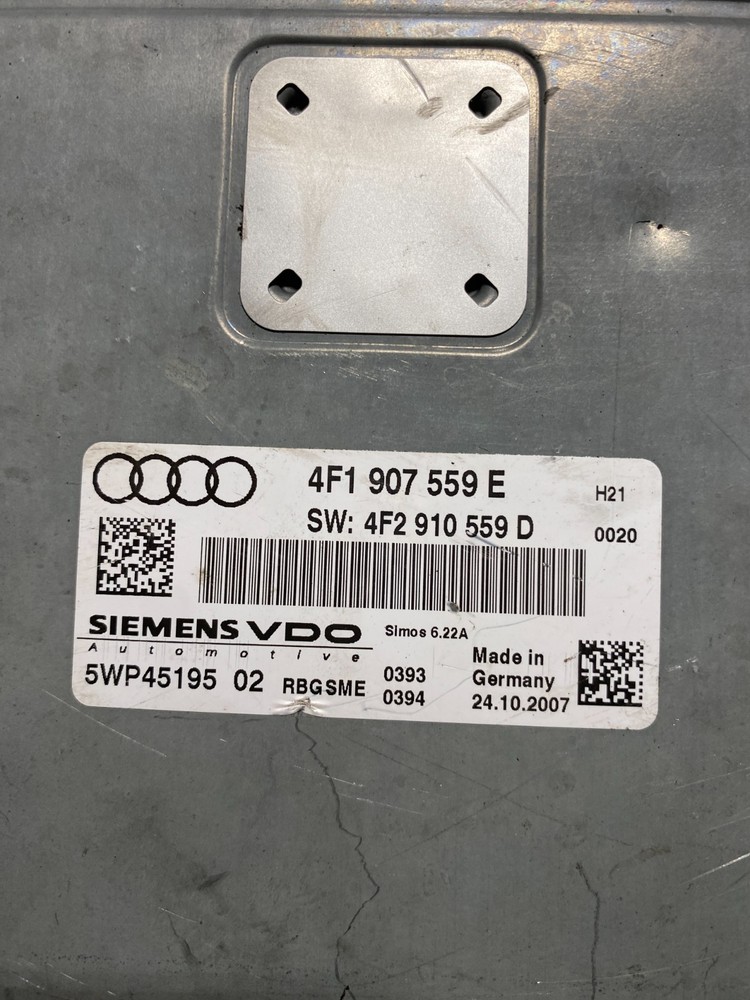 4F1 907 559 E
H21
SW: 4F2 910 559 D
0020
SIEMENS VDO
Automotive
Simos 6.22A
5WP45195 02 RBGSME
0393
0394
Made in
Germany
24.10.2007